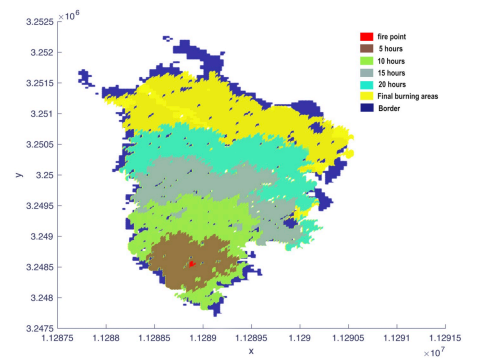 × 10⁶
3.2525
3.252
3.2515
3.251
3.2505
3.25
3.2495
3.249
3.2485
3.248
3.2475
y
fire point
5 hours
10 hours
15 hours
20 hours
Final burning areas
Border
1.12875 1.1288 1.12885 1.1289 1.12895 1.129 1.12905 1.1291 1.12915
x
× 10⁷